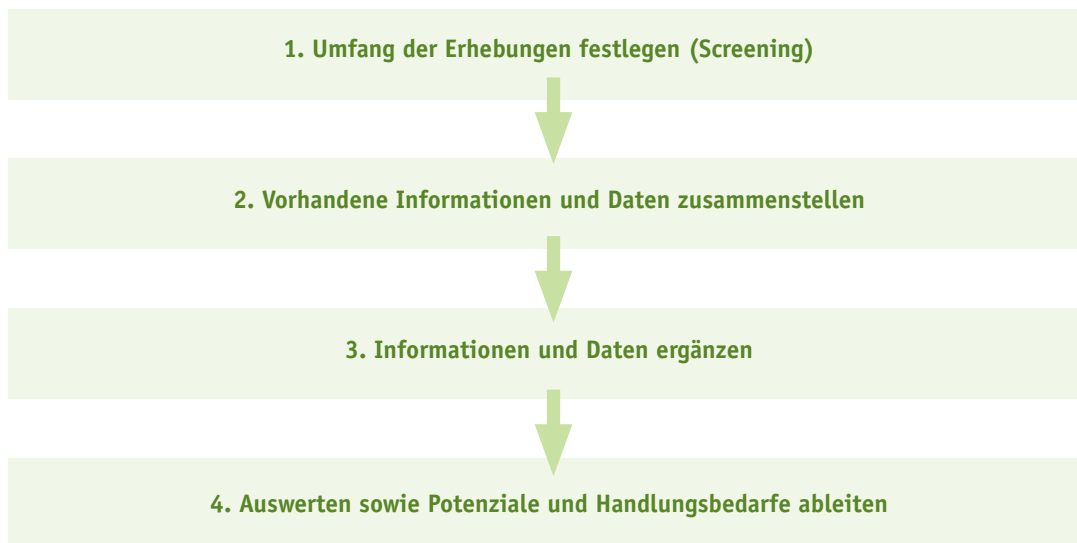 1. Umfang der Erhebungen festlegen (Screening)
2. Vorhandene Informationen und Daten zusammenstellen
3. Informationen und Daten ergänzen
4. Auswerten sowie Potenziale und Handlungsbedarfe ableiten